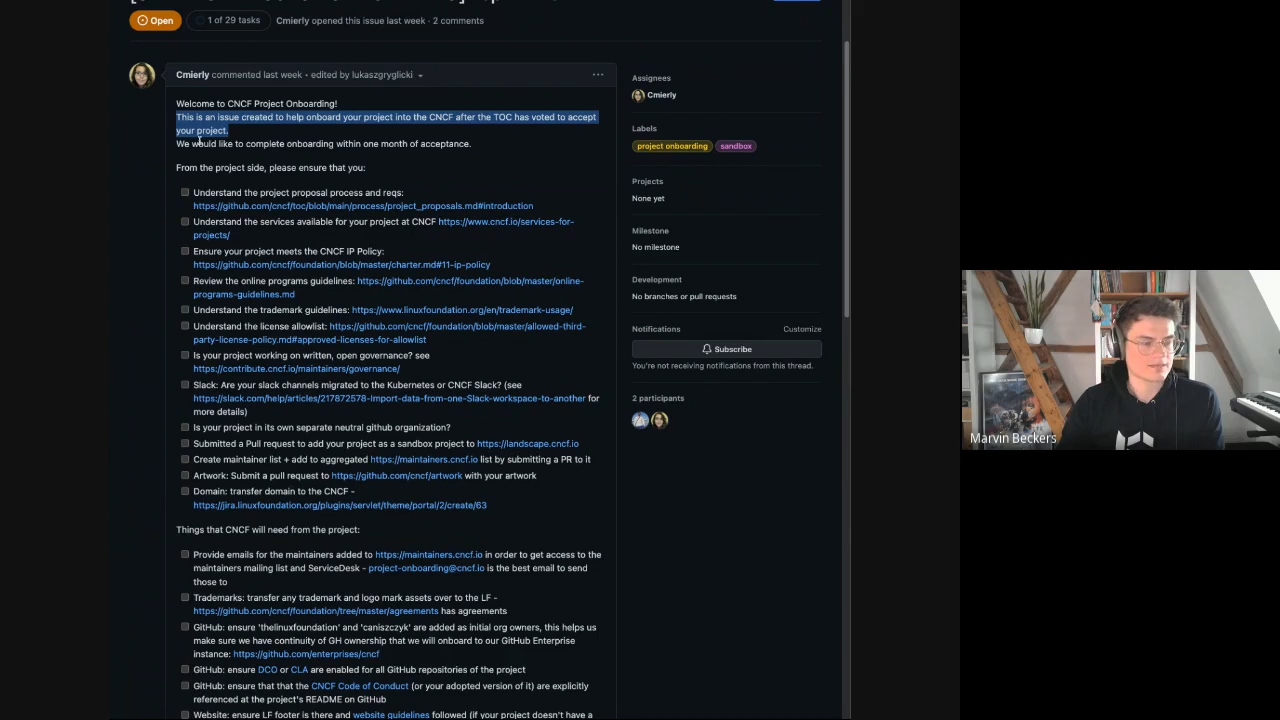 Open
1 of 29 tasks
Cmierly opened this issue last week · 2 comments
Cmierly commented last week • edited by lukaszgryglicki
Welcome to CNCF Project Onboarding!
This is an issue created to help onboard your project into the CNCF after the TOC has voted to accept
your project.
We would like to complete onboarding within one month of acceptance.
From the project side, please ensure that you:
Understand the project proposal process and reqs:
https://github.com/cncf/toc/blob/main/process/project_proposals.md#introduction
Understand the services available for your project at CNCF https://www.cncf.io/services-for-
projects/
Ensure your project meets the CNCF IP Policy:
https://github.com/cncf/foundation/blob/master/charter.md#11-ip-policy
Review the online programs guidelines: https://github.com/cncf/foundation/blob/master/online-
programs-guidelines.md
Understand the trademark guidelines: https://www.linuxfoundation.org/en/trademark-usage/
Understand the license allowlist: https://github.com/cncf/foundation/blob/master/allowed-third-
party-license-policy.md#approved-licenses-for-allowlist
Is your project working on written, open governance? see
https://contribute.cncf.io/maintainers/governance/
Slack: Are your slack channels migrated to the Kubernetes or CNCF Slack? (see
https://slack.com/help/articles/217872578-Import-data-from-one-Slack-workspace-to-another for
more details)
Is your project in its own separate neutral github organization?
Submitted a Pull request to add your project as a sandbox project to https://landscape.cncf.io
Create maintainer list + add to aggregated https://maintainers.cncf.io list by submitting a PR to it
Artwork: Submit a pull request to https://github.com/cncf/artwork with your artwork
Domain: transfer domain to the CNCF -
https://jira.linuxfoundation.org/plugins/servlet/theme/portal/2/create/63
Things that CNCF will need from the project:
Provide emails for the maintainers added to https://maintainers.cncf.io in order to get access to the
maintainers mailing list and ServiceDesk - project-onboarding@cncf.io is the best email to send
those to
Trademarks: transfer any trademark and logo mark assets over to the LF -
https://github.com/cncf/foundation/tree/master/agreements has agreements
GitHub: ensure 'thelinuxfoundation' and 'caniszczyk' are added as initial org owners, this helps us
make sure we have continuity of GH ownership that we will onboard to our GitHub Enterprise
instance: https://github.com/enterprises/cncf
GitHub: ensure DCO or CLA are enabled for all GitHub repositories of the project
GitHub: ensure that that the CNCF Code of Conduct (or your adopted version of it) are explicitly
referenced at the project's README on GitHub
Website: ensure LF footer is there and website guidelines followed (if your project doesn't have a
Assignees
Cmierly
Labels
project onboarding
sandbox
Projects
None yet
Milestone
No milestone
Development
No branches or pull requests
Notifications
Customize
Subscribe
You're not receiving notifications from this thread.
2 participants
Marvin Beckers